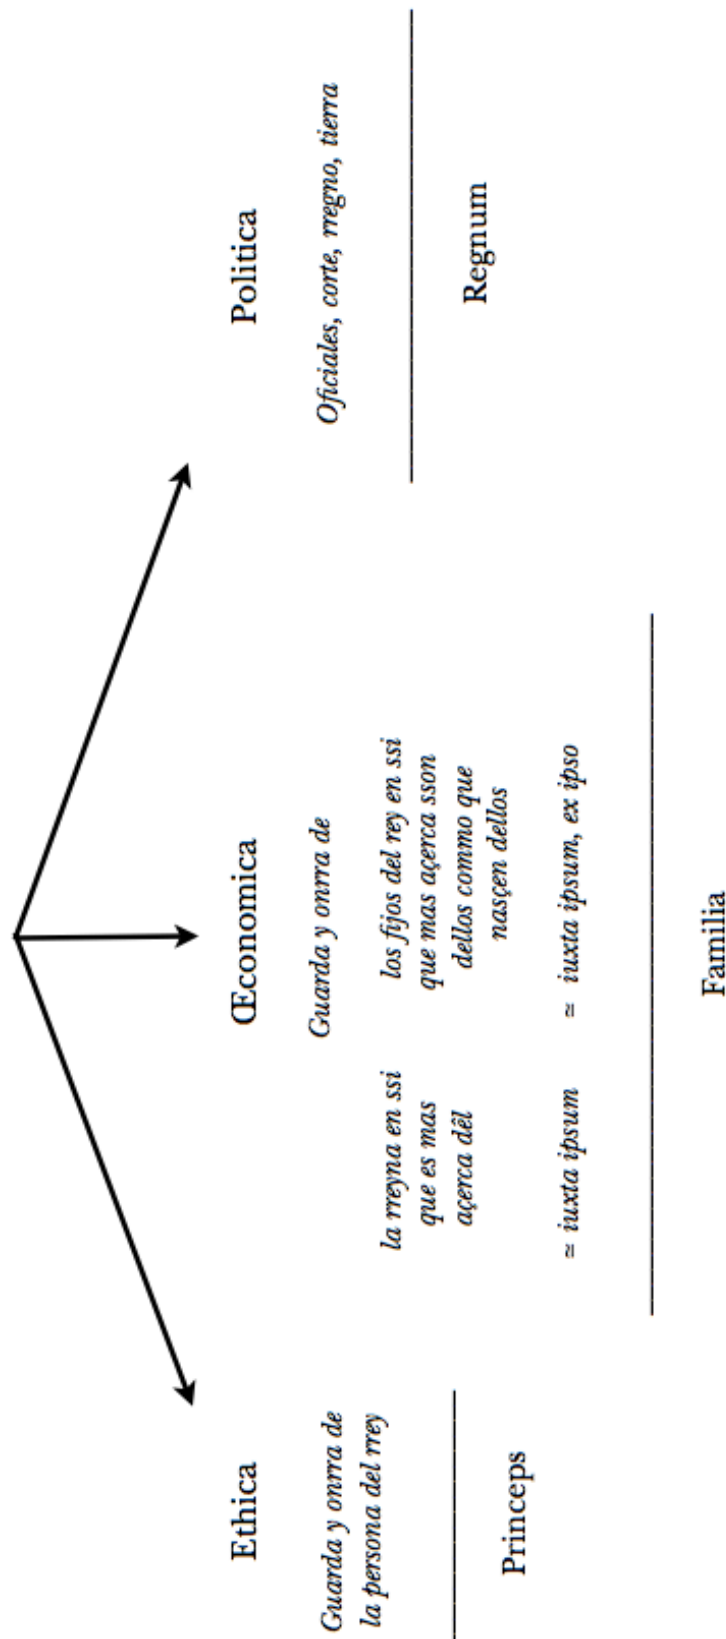 Ethica
Guarda y onrra de
la persona del rrey
Princeps
Œconomica
Guarda y onrra de
la rreyna en ssi
que es mas
açerca dêl
≃ iuxta ipsum
los fijos del rey en ssi
que mas açerca sson
dellos commo que
nasçen dellos
≃ iuxta ipsum, ex ipso
Familia
Politica
Oficiales, corte, rregno, tierra
Regnum